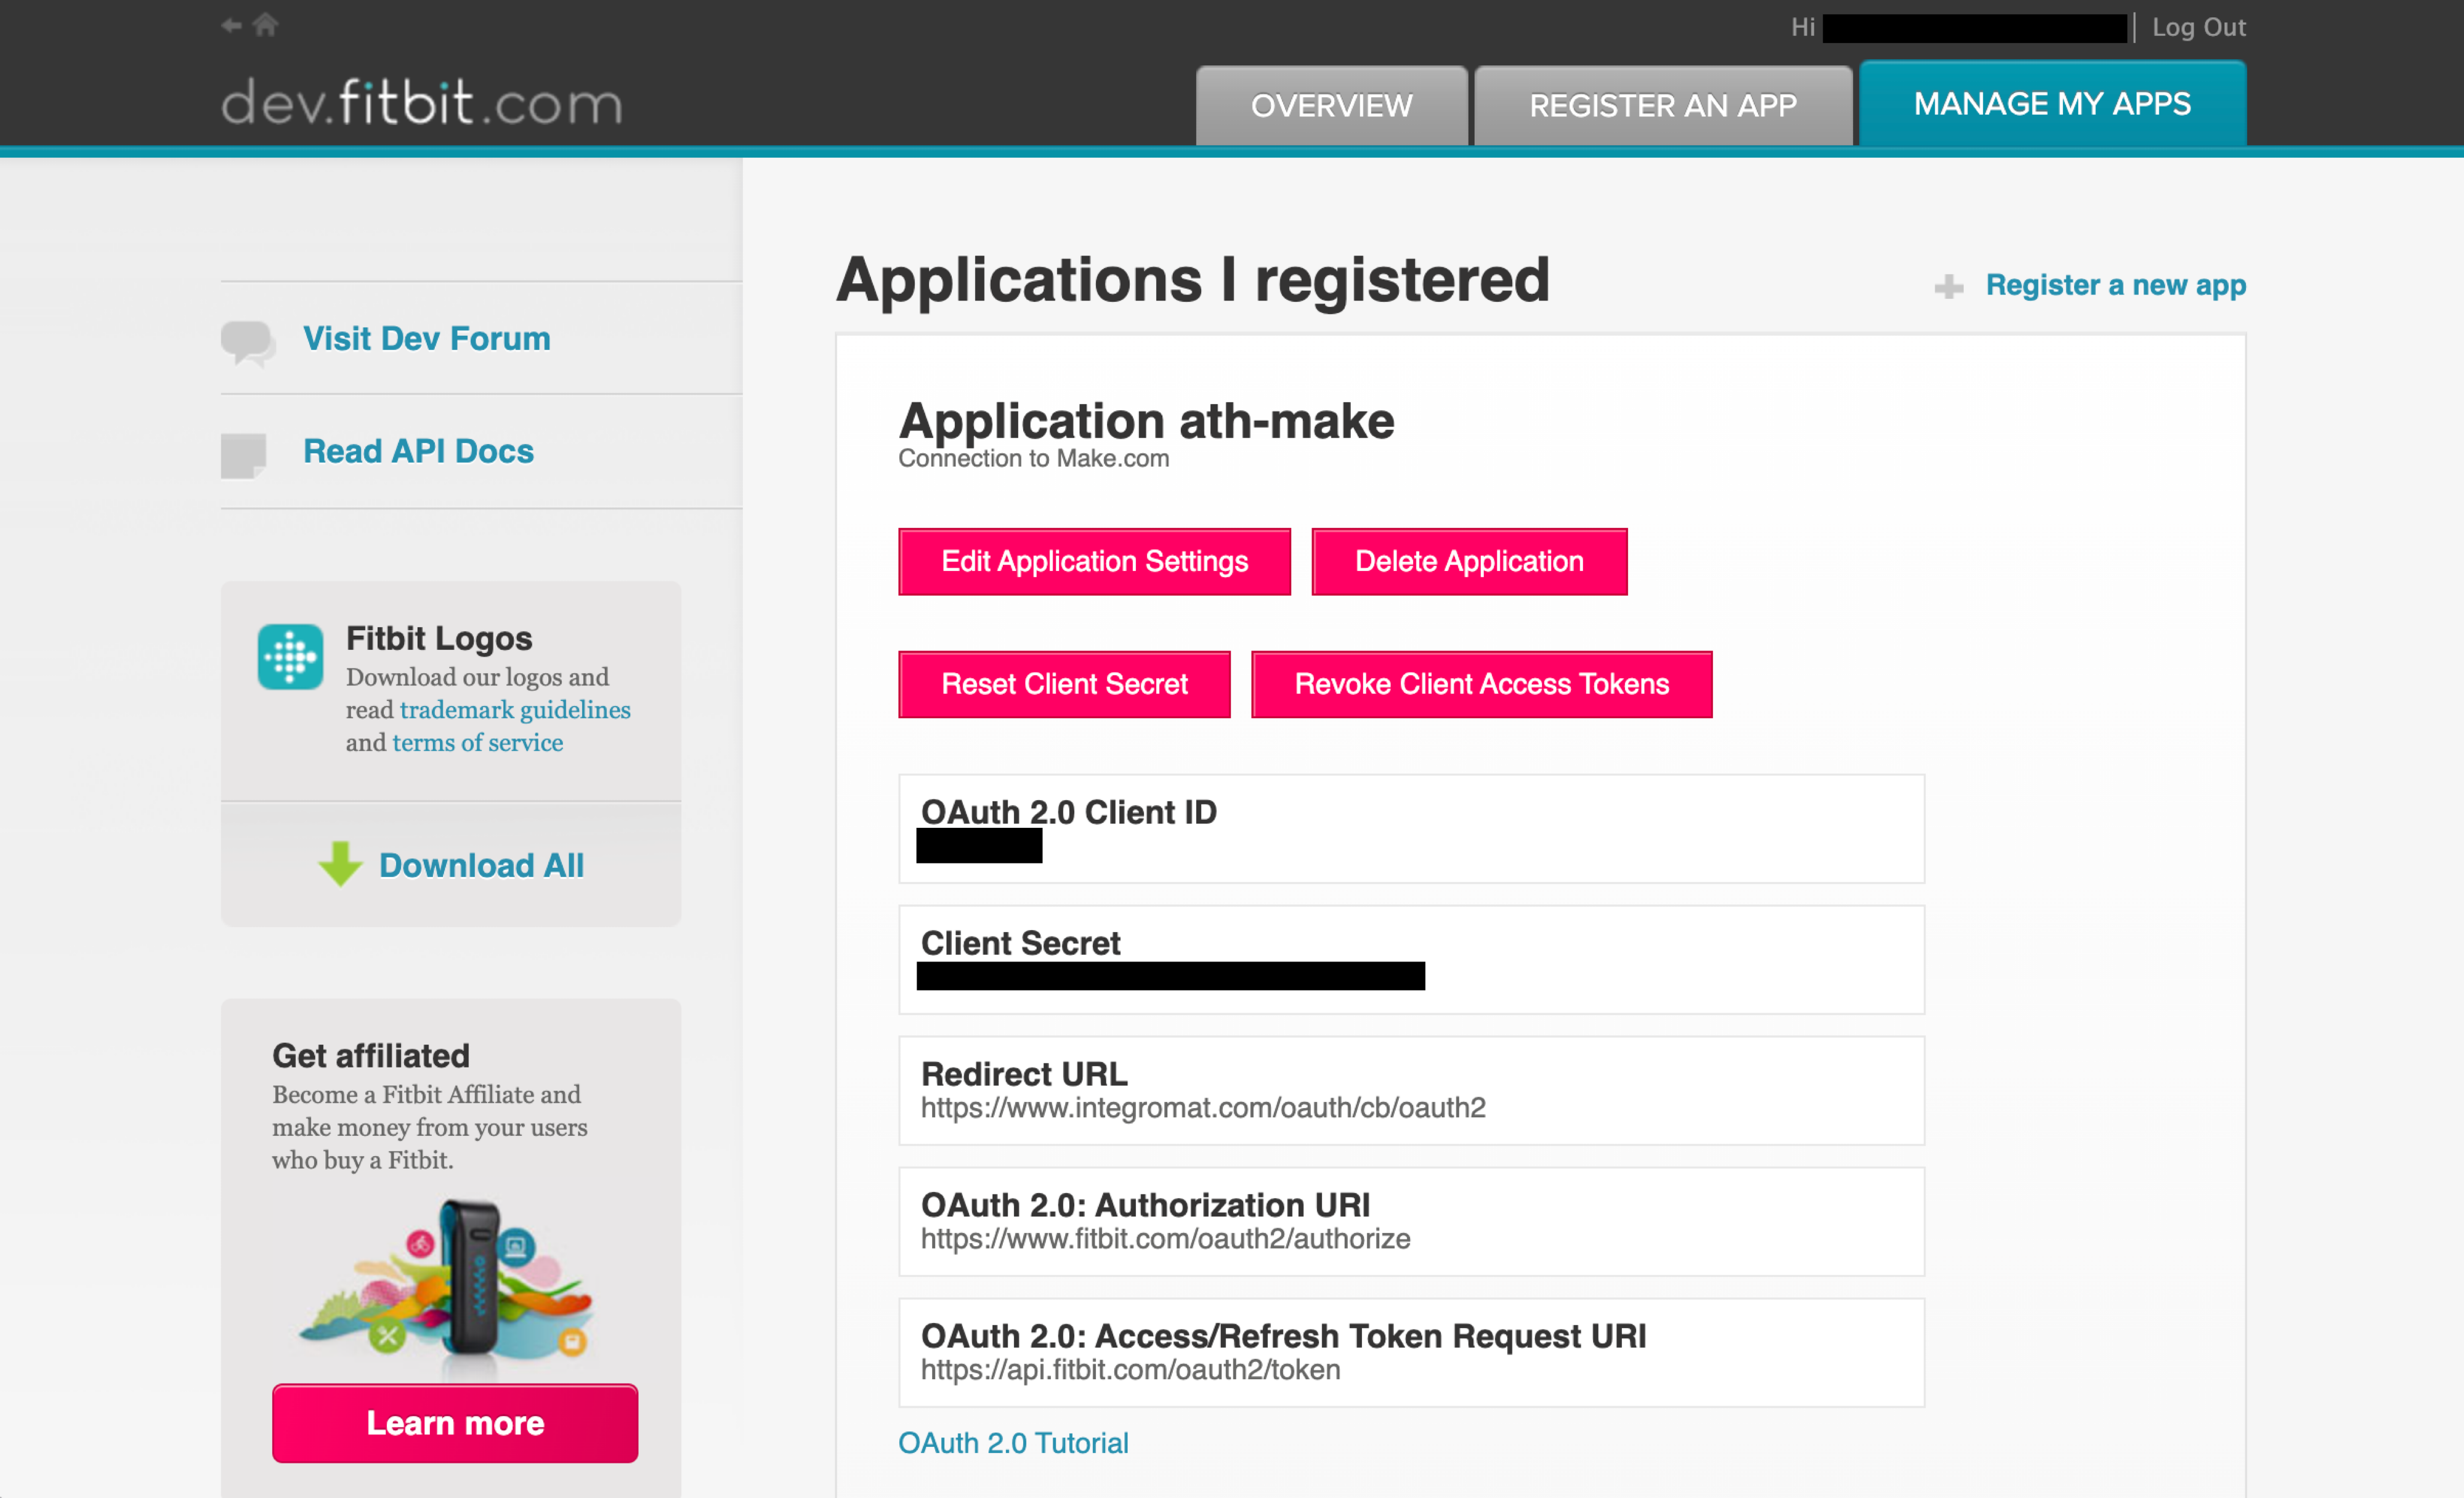 Hi | Log Out
dev.fitbit.com
OVERVIEW
REGISTER AN APP
MANAGE MY APPS
Visit Dev Forum
Read API Docs
Fitbit Logos
Download our logos and
read trademark guidelines
and terms of service
Download All
Get affiliated
Become a Fitbit Affiliate and
make money from your users
who buy a Fitbit.
Learn more
Applications I registered
Register a new app
Application ath-make
Connection to Make.com
Edit Application Settings
Delete Application
Reset Client Secret
Revoke Client Access Tokens
OAuth 2.0 Client ID
Client Secret
Redirect URL
https://www.integromat.com/oauth/cb/oauth2
OAuth 2.0: Authorization URI
https://www.fitbit.com/oauth2/authorize
OAuth 2.0: Access/Refresh Token Request URI
https://api.fitbit.com/oauth2/token
OAuth 2.0 Tutorial